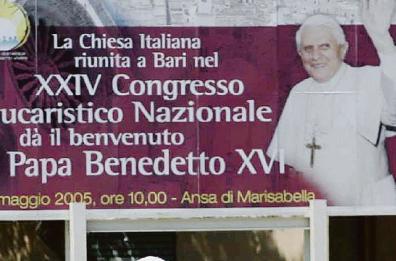 La Chiesa Italiana
riunita a Bari nel
XXIV Congresso
ucaristico Nazionale
dà il benvenuto
Papa Benedetto XVI
maggio 2005, ore 10,00 - Ansa di Marisabella